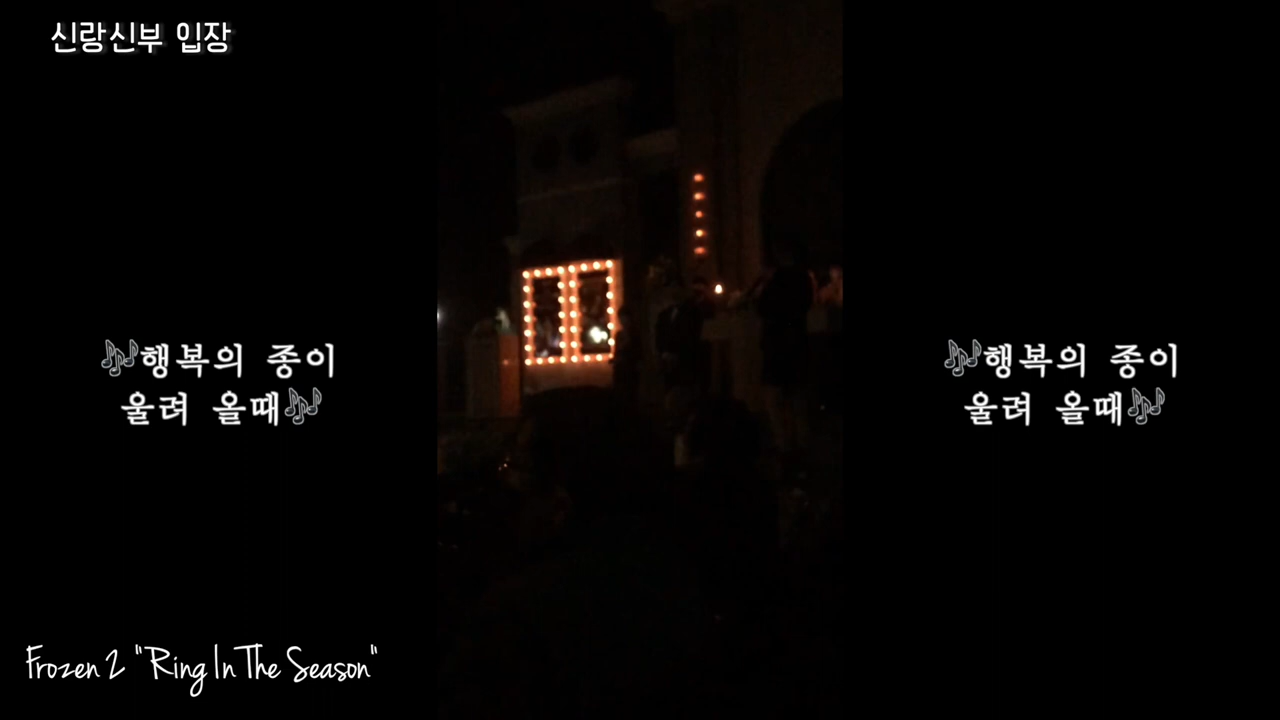 신랑신부 입장
🎶행복의 종이
울려 올때🎶
🎶행복의 종이
울려 올때🎶
Frozen 2 "Ring In The Season"